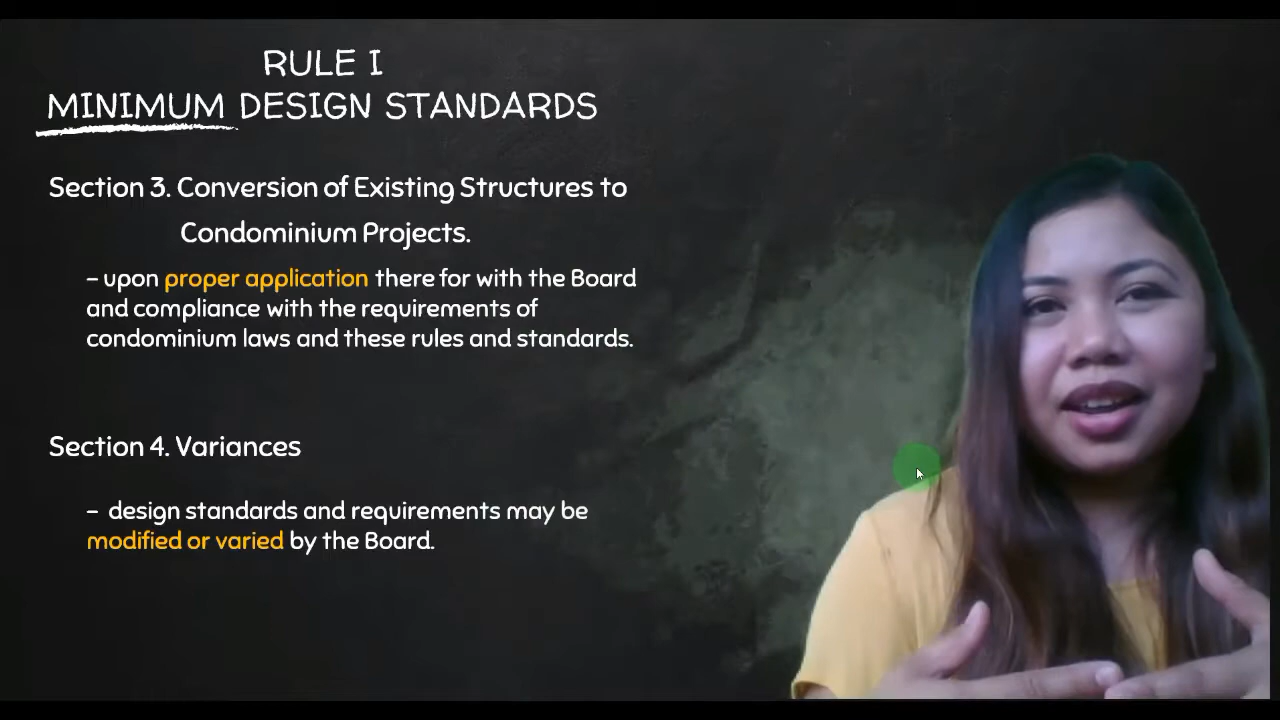 RULE I
MINIMUM DESIGN STANDARDS
Section 3. Conversion of Existing Structures to
Condominium Projects.
– upon proper application there for with the Board
and compliance with the requirements of
condominium laws and these rules and standards.
Section 4. Variances
– design standards and requirements may be
modified or varied by the Board.